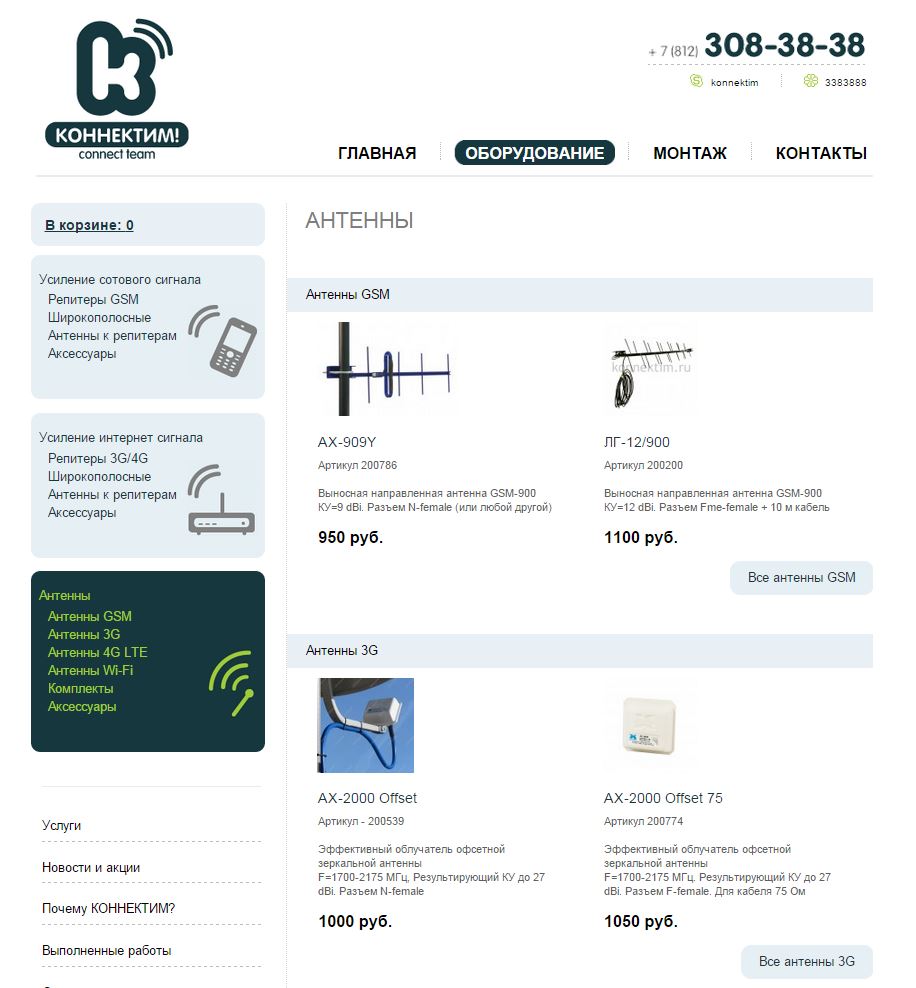 КОННЕКТИМ!
connect team
+ 7 (812) 308-38-38
konnektim
3383888
ГЛАВНАЯ
ОБОРУДОВАНИЕ
МОНТАЖ
КОНТАКТЫ
В корзине: 0
Усиление сотового сигнала
Репитеры GSM
Широкополосные
Антенны к репитерам
Аксессуары
Усиление интернет сигнала
Репитеры 3G/4G
Широкополосные
Антенны к репитерам
Аксессуары
Антенны
Антенны GSM
Антенны 3G
Антенны 4G LTE
Антенны Wi-Fi
Комплекты
Аксессуары
Услуги
Новости и акции
Почему КОННЕКТИМ?
Выполненные работы
АНТЕННЫ
Антенны GSM
AX-909Y
Артикул 200786
Выносная направленная антенна GSM-900
КУ=9 dBi. Разъем N-female (или любой другой)
950 руб.
konnektim.ru
ЛГ-12/900
Артикул 200200
Выносная направленная антенна GSM-900
КУ=12 dBi. Разъем Fme-female + 10 м кабель
1100 руб.
Все антенны GSM
Антенны 3G
AX-2000 Offset
Артикул - 200539
Эффективный облучатель офсетной
зеркальной антенны
F=1700-2175 МГц, Результирующий КУ до 27
dBi. Разъем N-female
1000 руб.
AX-2000 Offset 75
Артикул 200774
Эффективный облучатель офсетной
зеркальной антенны
F=1700-2175 МГц. Результирующий КУ до 27
dBi. Разъем F-female. Для кабеля 75 Ом
1050 руб.
Все антенны 3G